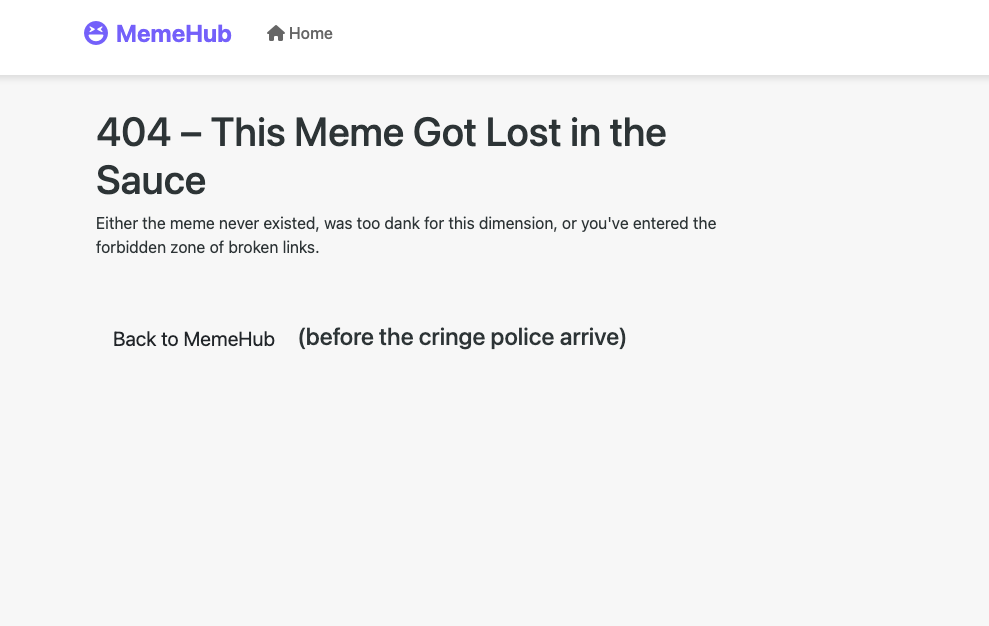 MemeHub
Home
404 – This Meme Got Lost in the
Sauce
Either the meme never existed, was too dank for this dimension, or you've entered the
forbidden zone of broken links.
Back to MemeHub (before the cringe police arrive)